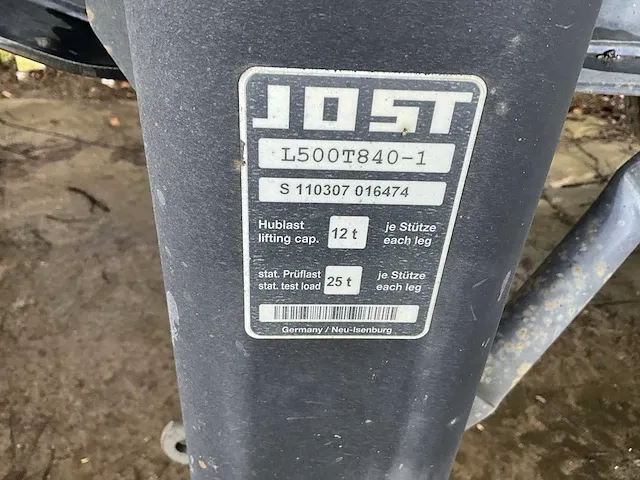 JOST
L500T840-1
S 110307 016474
Hublast 12 t je Stütze
lifting cap. each leg
stat. Prüflast 25 t je Stütze
stat. test load each leg
Germany / Neu-Isenburg